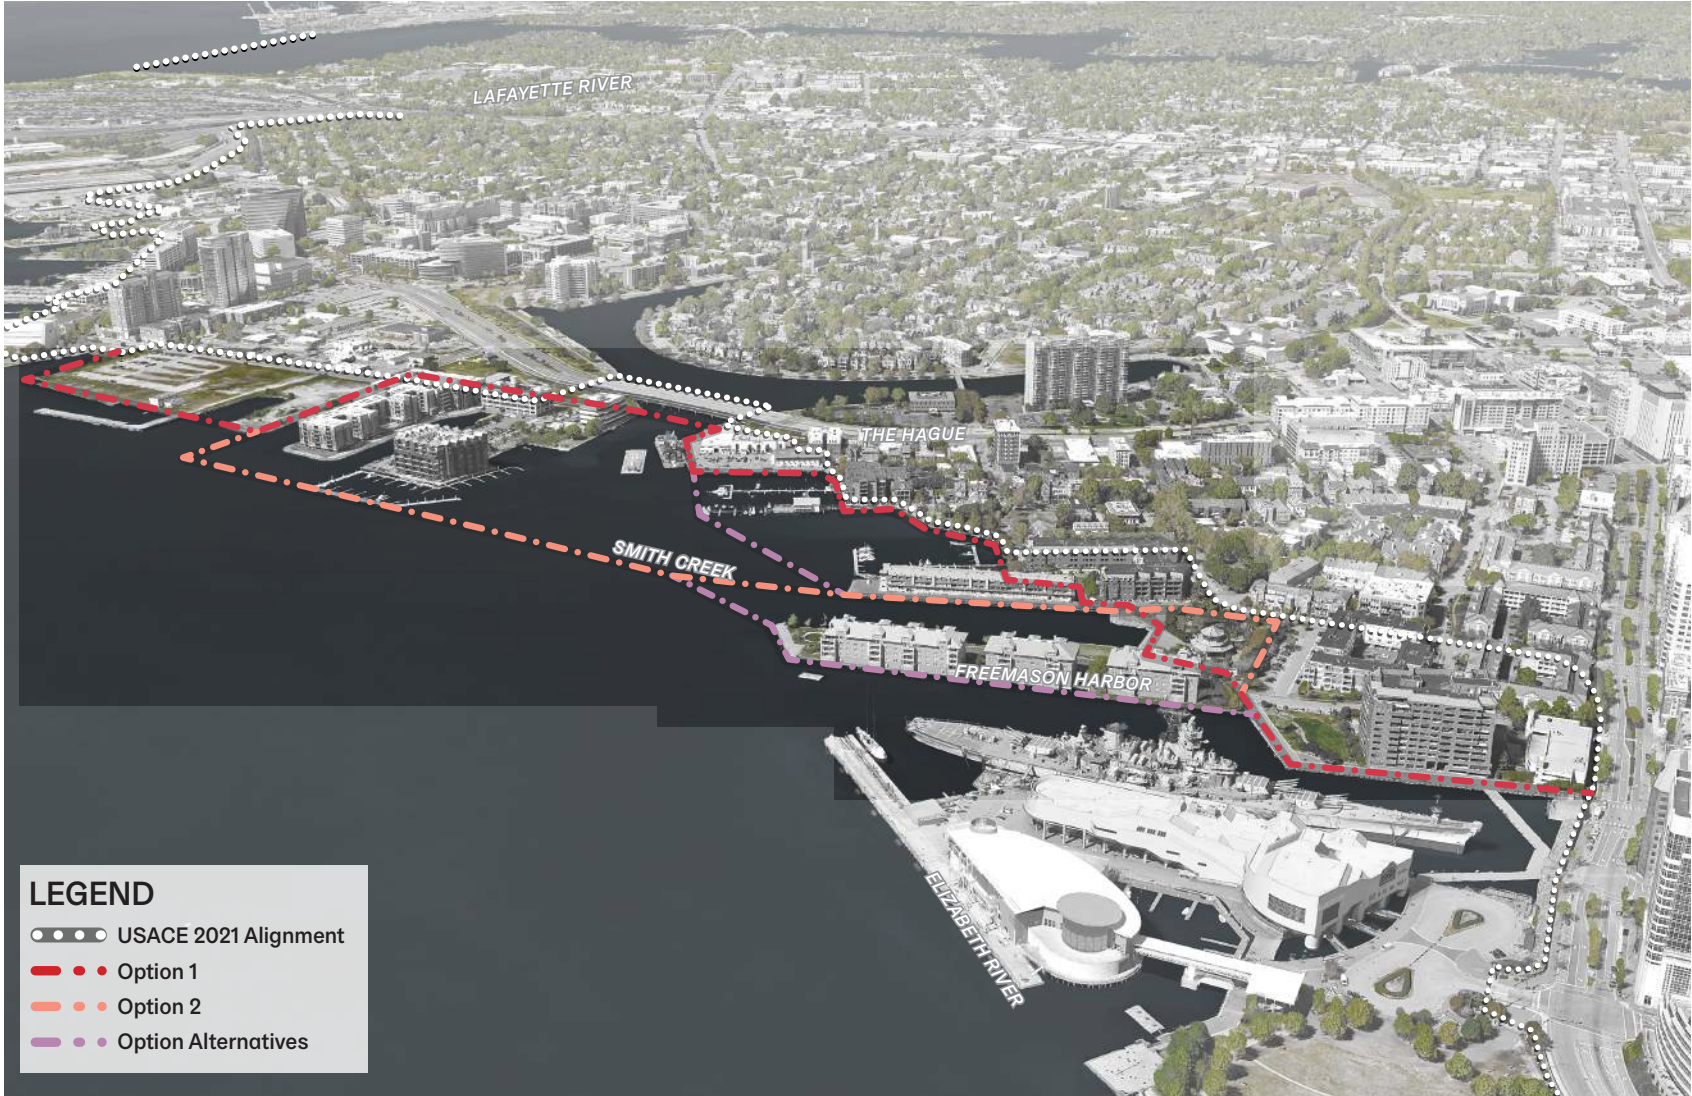 LAFAYETTE RIVER
THE HAGUE
SMITH CREEK
FREEMASON HARBOR
ELIZABETH RIVER
LEGEND
USACE 2021 Alignment
Option 1
Option 2
Option Alternatives